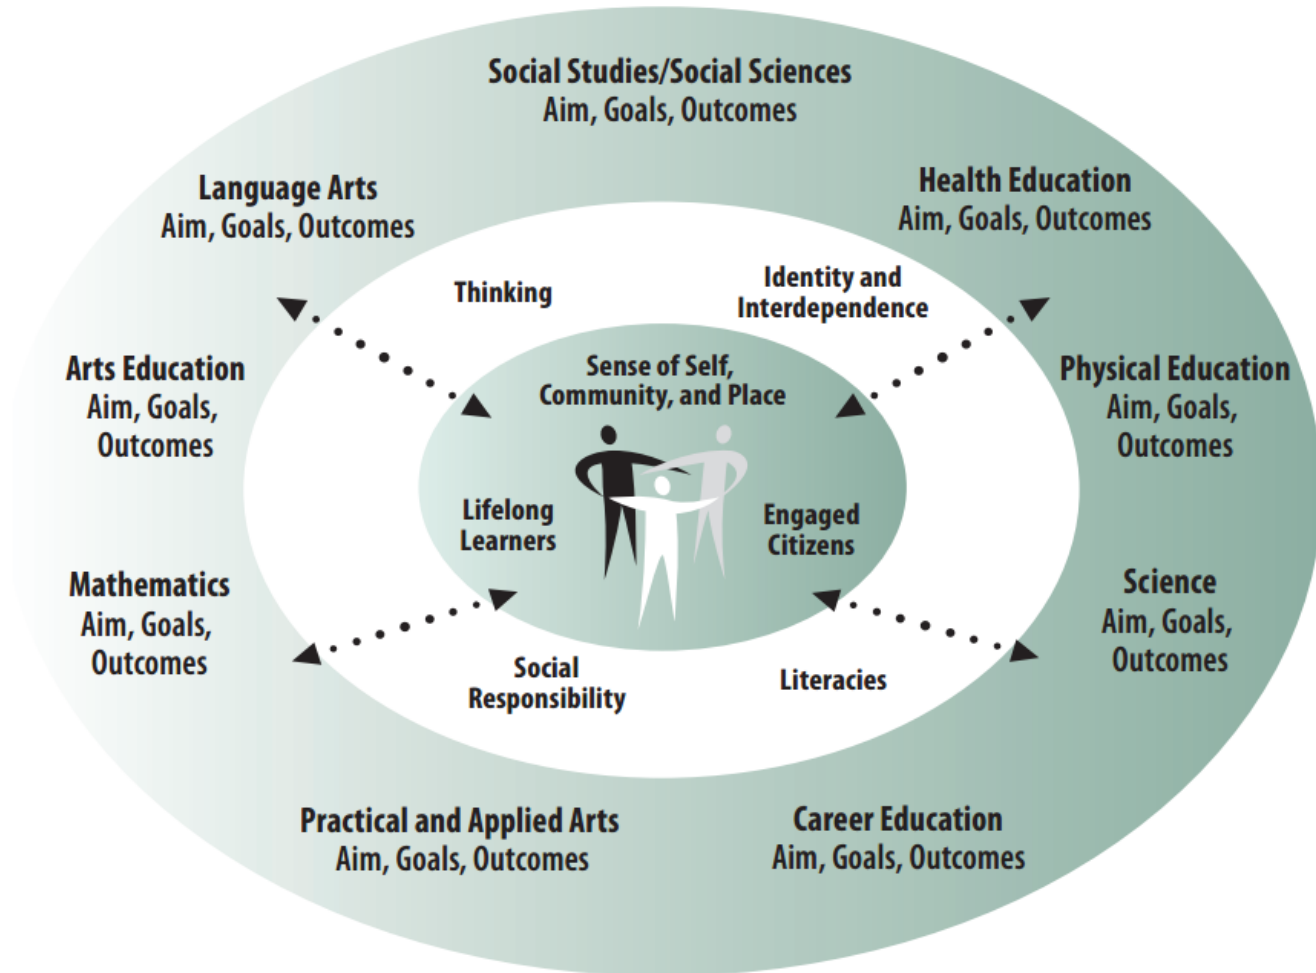 Social Studies/Social Sciences
Aim, Goals, Outcomes
Language Arts
Aim, Goals, Outcomes
Health Education
Aim, Goals, Outcomes
Thinking
Identity and
Interdependence
Arts Education
Aim, Goals,
Outcomes
Sense of Self,
Community, and Place
Physical Education
Aim, Goals,
Outcomes
Lifelong
Learners
Engaged
Citizens
Mathematics
Aim, Goals,
Outcomes
Science
Aim, Goals,
Outcomes
Social
Responsibility
Literacies
Practical and Applied Arts
Aim, Goals, Outcomes
Career Education
Aim, Goals, Outcomes